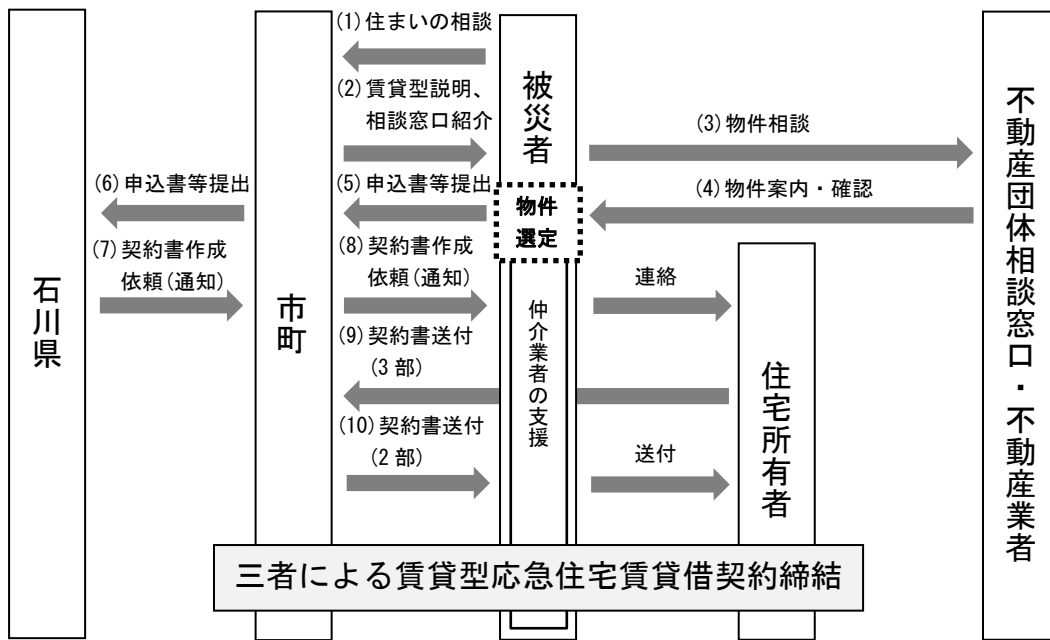 (1) 住まいの相談
(2) 賃貸型説明、
相談窓口紹介
被災者
(3) 物件相談
(4) 物件案内・確認
不動産団体相談窓口・不動産業者
(6) 申込書等提出
(5) 申込書等提出
物件
選定
(7) 契約書作成
依頼(通知)
(8) 契約書作成
依頼(通知)
連絡
石川県
市町
仲介業者の支援
住宅所有者
(9) 契約書送付
(3 部)
(10) 契約書送付
(2 部)
送付
三者による賃貸型応急住宅賃貸借契約締結